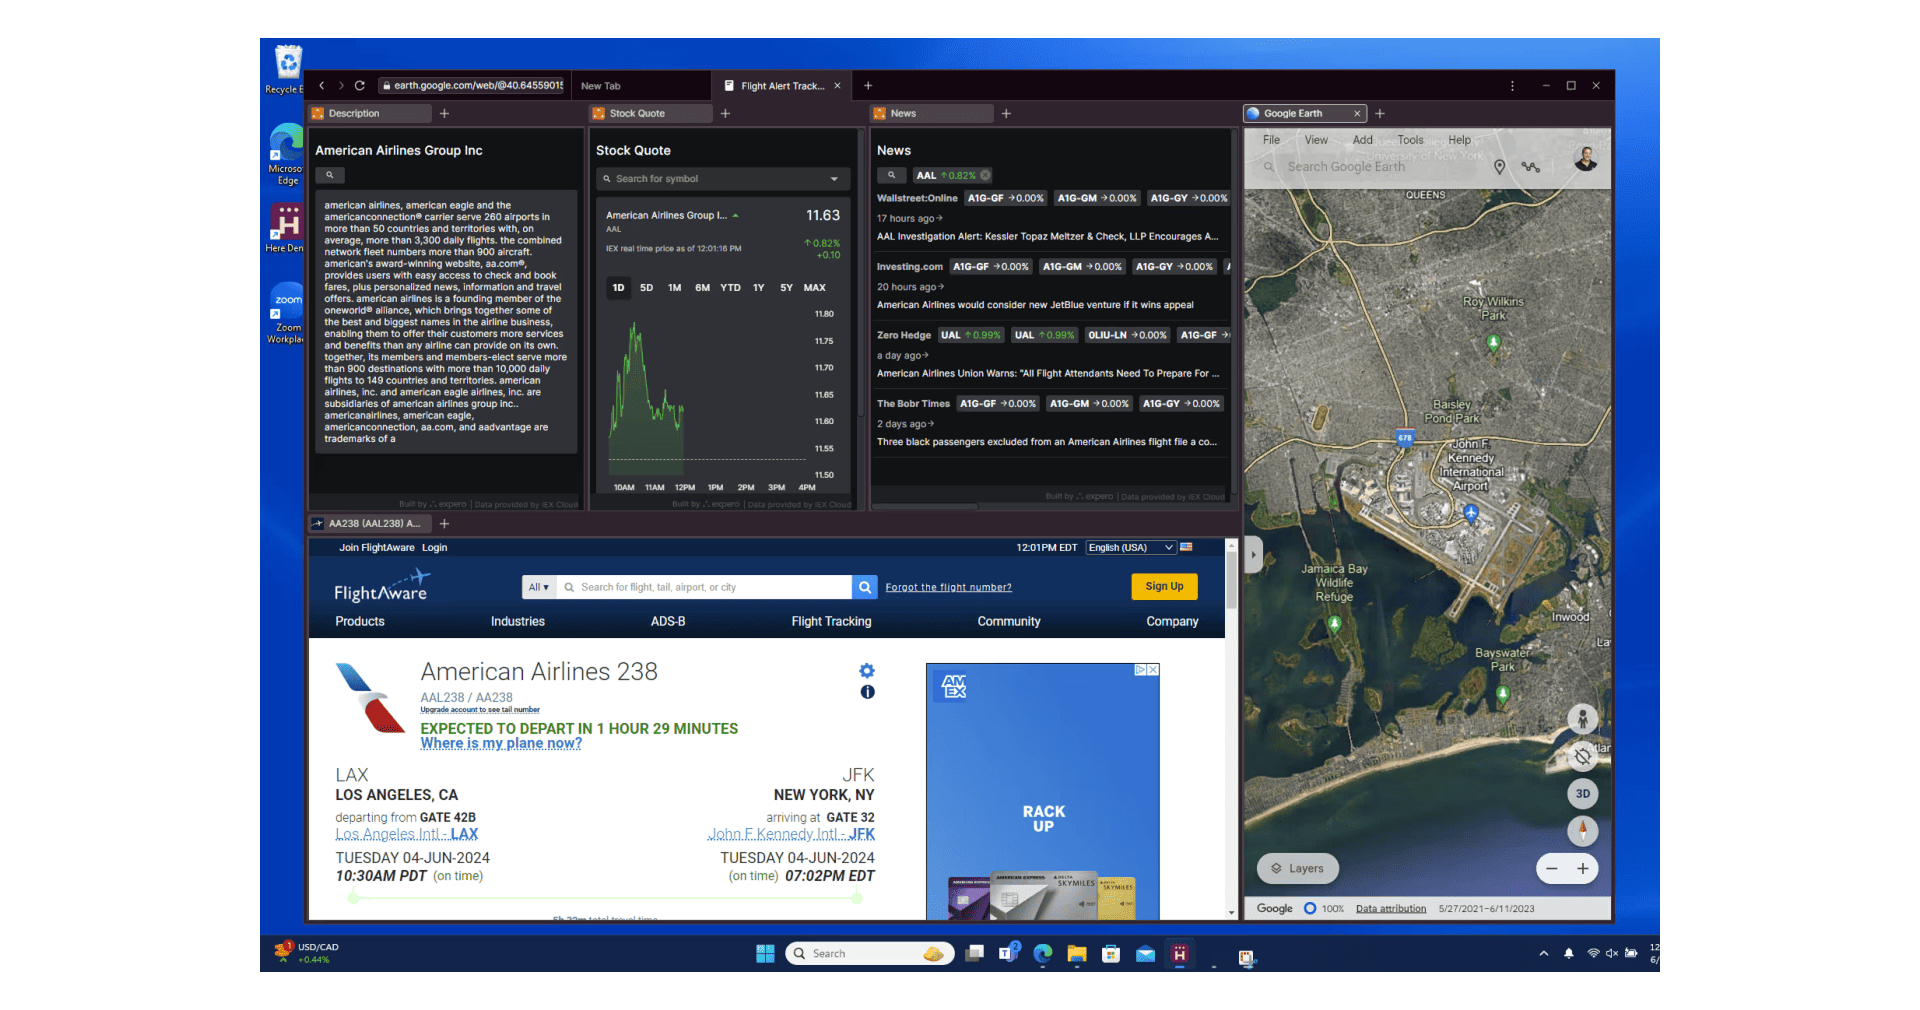 Recycle B
Microso
Edge
Here Den
zoom
Zoom
Workpla
earth.google.com/web/@40.64559015
New Tab
Flight Alert Track...
Description
American Airlines Group Inc
american airlines, american eagle and the
americanconnection® carrier serve 260 airports in
more than 50 countries and territories with, on
average, more than 3,300 daily flights. the combined
network fleet numbers more than 900 aircraft.
american's award-winning website, aa.com®,
provides users with easy access to check and book
fares, plus personalized news, information and travel
offers. american airlines is a founding member of the
oneworld® alliance, which brings together some of
the best and biggest names in the airline business,
enabling them to offer their customers more services
and benefits than any airline can provide on its own.
together, its members and members-elect serve more
than 900 destinations with more than 10,000 daily
flights to 149 countries and territories. american
airlines, inc. and american eagle airlines, inc. are
subsidiaries of american airlines group inc..
americanairlines, american eagle,
americanconnection, aa.com, and aadvantage are
trademarks of a
Built by expero | Data provided by IEX Cloud
Stock Quote
Stock Quote
Search for symbol
American Airlines Group I... 11.63
AAL
IEX real time price as of 12:01:16 PM ↑0.82%
+0.10
1D 5D 1M 6M YTD 1Y 5Y MAX
11.80
11.75
11.70
11.65
11.60
11.55
11.50
10AM 11AM 12PM 1PM 2PM 3PM 4PM
Built by expero | Data provided by IEX Cloud
News
News
AAL ↑0.82%
Wallstreet:Online A1G-GF →0.00% A1G-GM →0.00% A1G-GY →0.00%
17 hours ago→
AAL Investigation Alert: Kessler Topaz Meltzer & Check, LLP Encourages A...
Investing.com A1G-GF →0.00% A1G-GM →0.00% A1G-GY →0.00%
20 hours ago→
American Airlines would consider new JetBlue venture if it wins appeal
Zero Hedge UAL ↑0.99% UAL ↑0.99% 0LIU-LN →0.00% A1G-GF →
a day ago→
American Airlines Union Warns: "All Flight Attendants Need To Prepare For ...
The Bobr Times A1G-GF →0.00% A1G-GM →0.00% A1G-GY →0.00%
2 days ago→
Three black passengers excluded from an American Airlines flight file a co...
Built by expero | Data provided by IEX Cloud
Google Earth
File View Add Tools Help
University of New York
Search Google Earth
QUEENS
Roy Wilkins
Park
Baisley
Pond Park
678
John F.
Kennedy
International
Airport
Jamaica Bay
Wildlife
Refuge
Inwood
La
Bayswater
Park
Atlan
3D
Layers
Google 100% Data attribution 5/27/2021–6/11/2023
AA238 (AAL238) A...
Join FlightAware Login
12:01PM EDT English (USA)
FlightAware
All ▾ Search for flight, tail, airport, or city
Forgot the flight number?
Sign Up
Products Industries ADS-B Flight Tracking Community Company
American Airlines 238
AAL238 / AA238
Upgrade account to see tail number
EXPECTED TO DEPART IN 1 HOUR 29 MINUTES
Where is my plane now?
LAX JFK
LOS ANGELES, CA NEW YORK, NY
departing from GATE 42B arriving at GATE 32
Los Angeles Intl - LAX John F Kennedy Intl - JFK
TUESDAY 04-JUN-2024 TUESDAY 04-JUN-2024
10:30AM PDT (on time) (on time) 07:02PM EDT
5h 32m total travel time
AM
EX
RACK
UP
AMERICAN EXPRESS
DELTA
SKYMILES
SKYMILES
1
USD/CAD
+0.44%
Search
2
H
12
6/